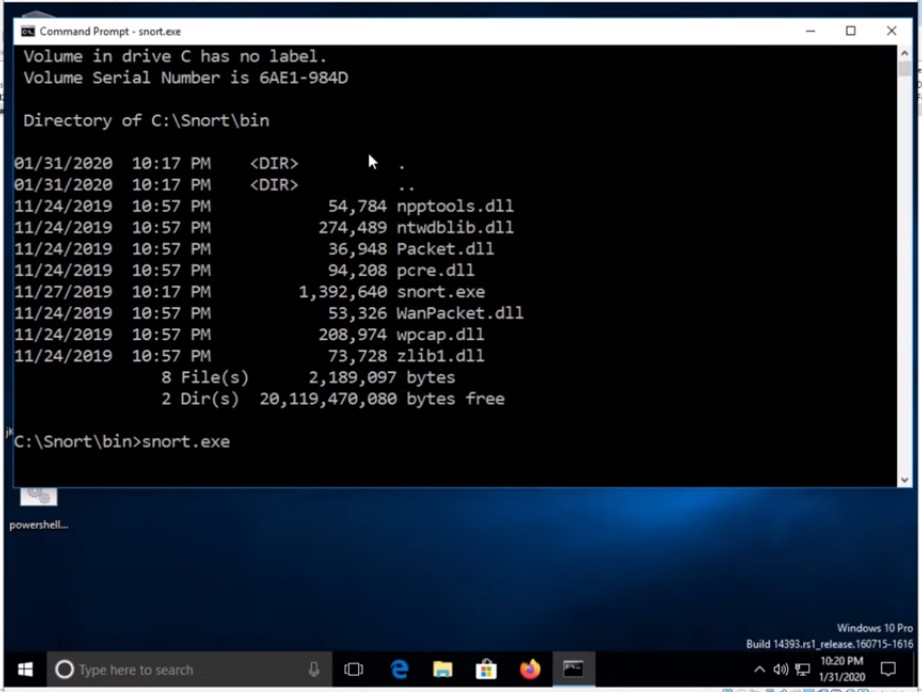 Command Prompt - snort.exe
Volume in drive C has no label.
Volume Serial Number is 6AE1-984D
Directory of C:\Snort\bin
01/31/2020 10:17 PM <DIR> .
01/31/2020 10:17 PM <DIR> ..
11/24/2019 10:57 PM 54,784 npptools.dll
11/24/2019 10:57 PM 274,489 ntwdblib.dll
11/24/2019 10:57 PM 36,948 Packet.dll
11/24/2019 10:57 PM 94,208 pcre.dll
11/27/2019 10:17 PM 1,392,640 snort.exe
11/24/2019 10:57 PM 53,326 WanPacket.dll
11/24/2019 10:57 PM 208,974 wpcap.dll
11/24/2019 10:57 PM 73,728 zlib1.dll
8 File(s) 2,189,097 bytes
2 Dir(s) 20,119,470,080 bytes free
C:\Snort\bin>snort.exe
powershell...
Windows 10 Pro
Build 14393.rs1_release.160715-1616
Type here to search
10:20 PM
1/31/2020